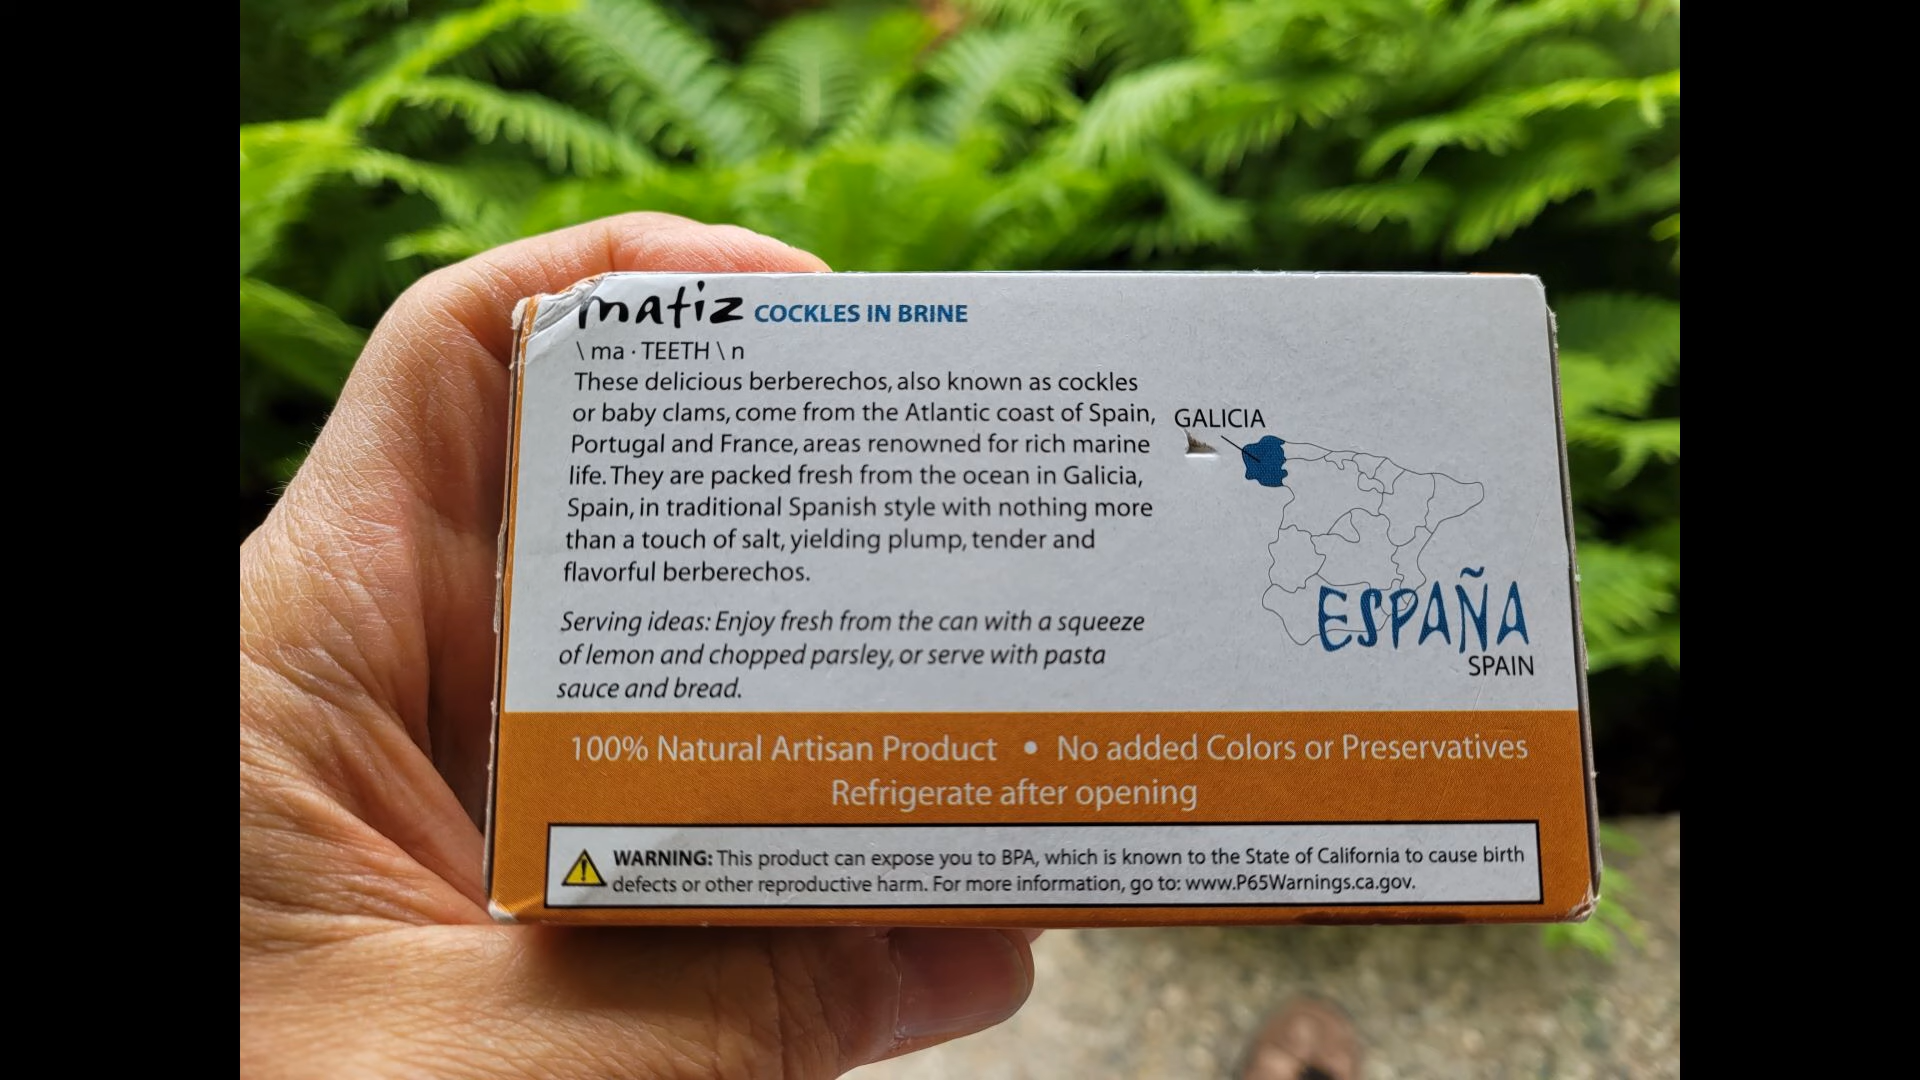 matiz COCKLES IN BRINE
\ ma · TEETH \ n
These delicious berberechos, also known as cockles
or baby clams, come from the Atlantic coast of Spain,
Portugal and France, areas renowned for rich marine
life. They are packed fresh from the ocean in Galicia,
Spain, in traditional Spanish style with nothing more
than a touch of salt, yielding plump, tender and
flavorful berberechos.
Serving ideas: Enjoy fresh from the can with a squeeze
of lemon and chopped parsley, or serve with pasta
sauce and bread.
GALICIA
ESPAÑA
SPAIN
100% Natural Artisan Product • No added Colors or Preservatives
Refrigerate after opening
WARNING: This product can expose you to BPA, which is known to the State of California to cause birth
defects or other reproductive harm. For more information, go to: www.P65Warnings.ca.gov.